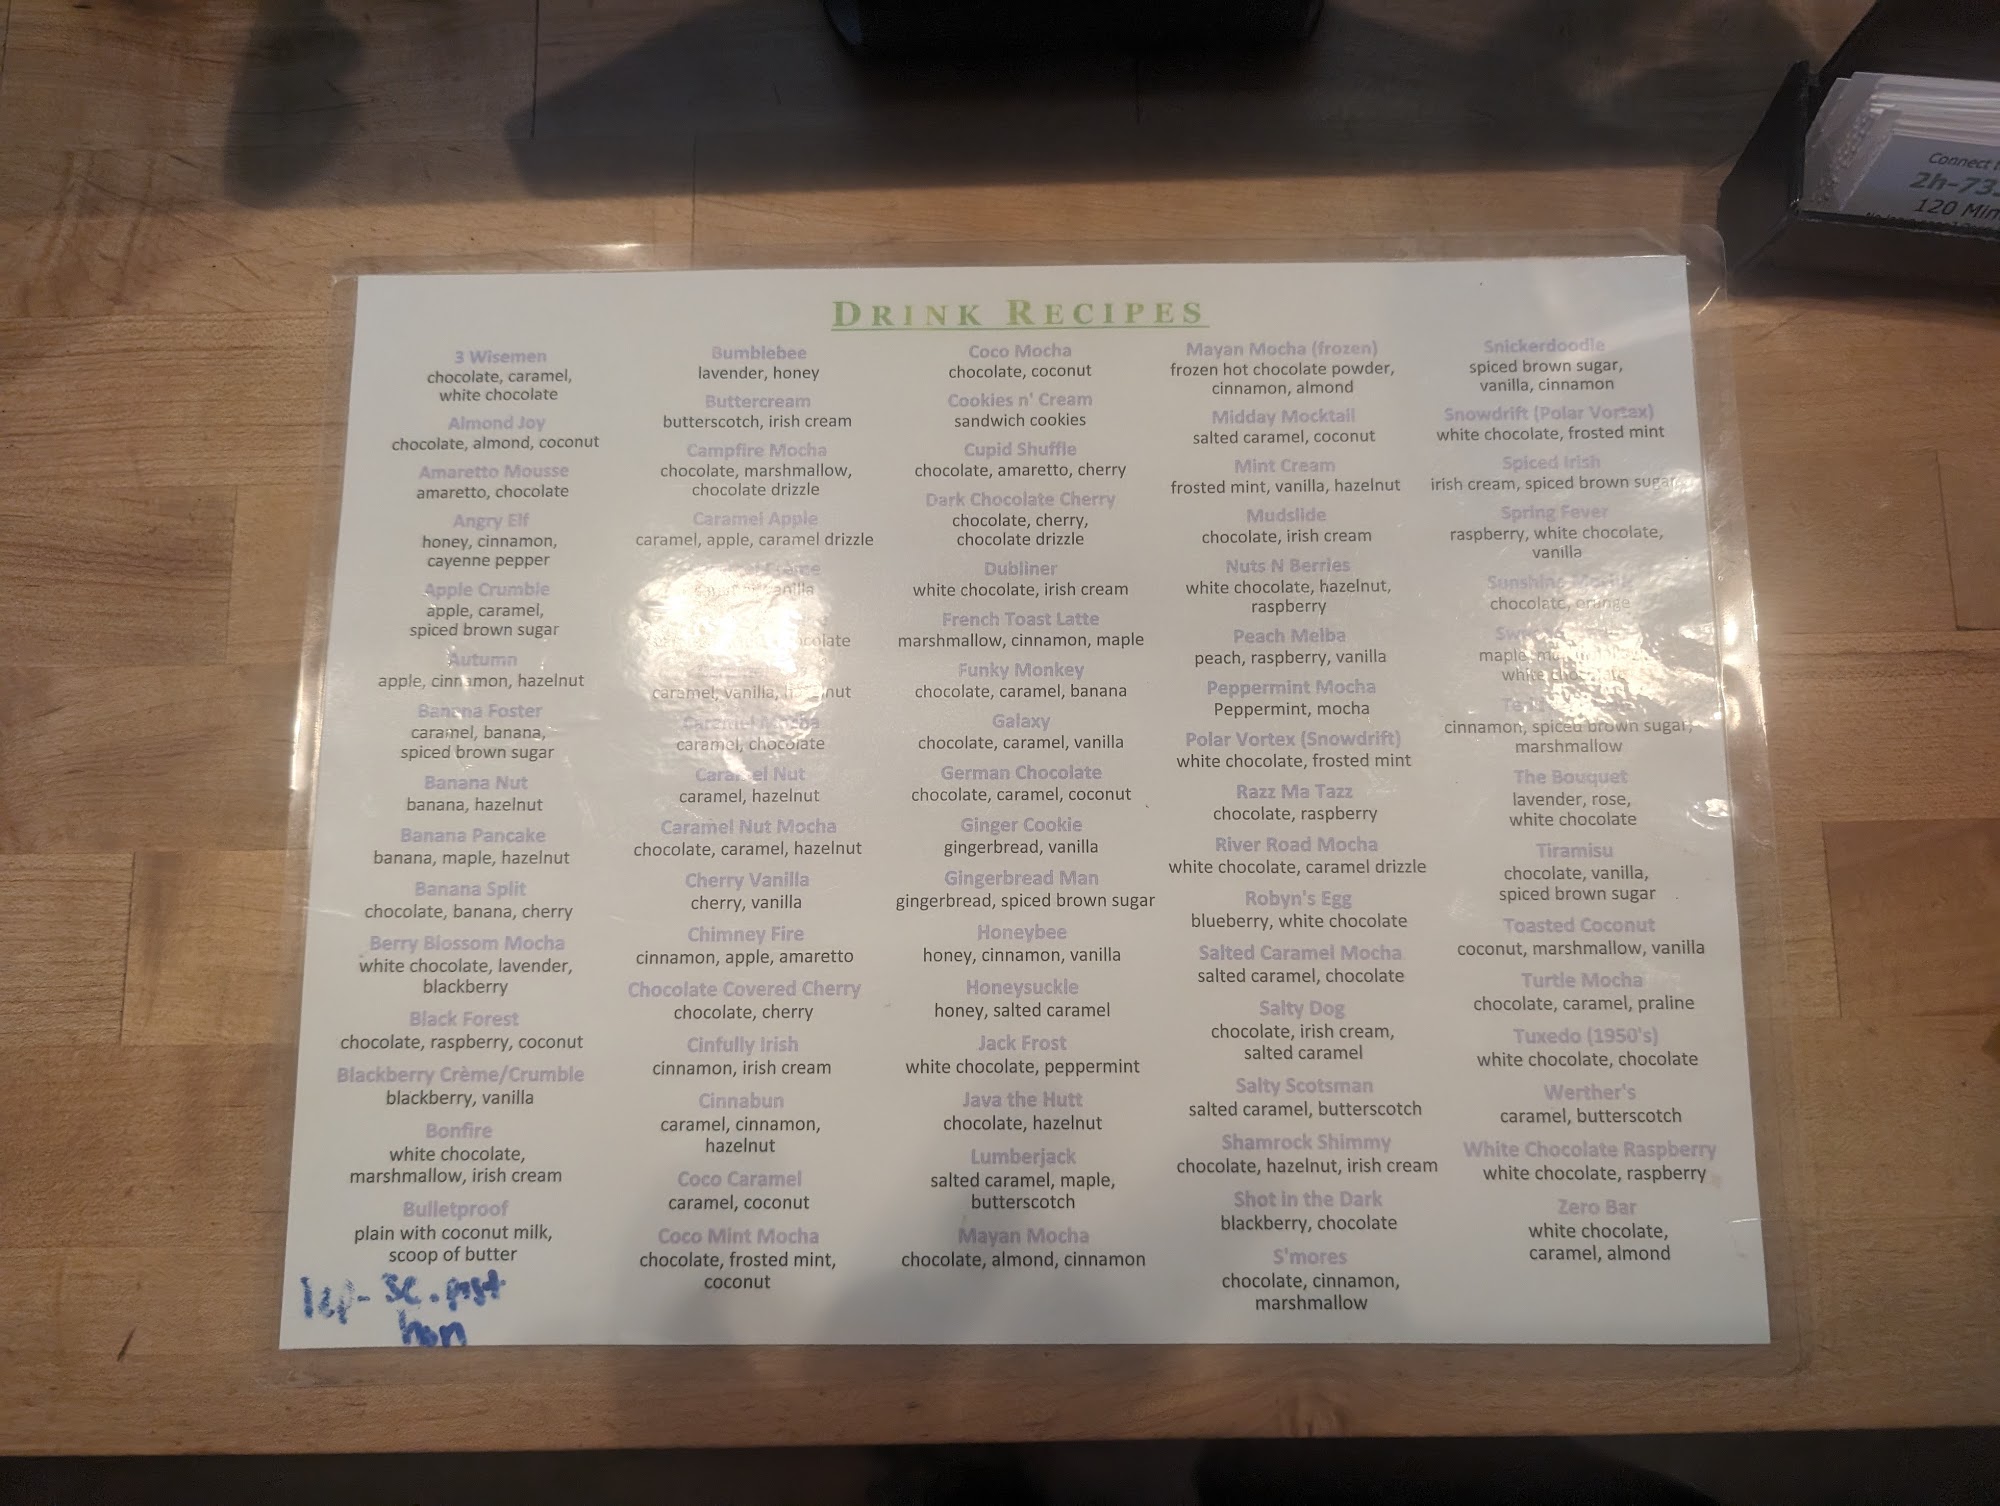 DRINK RECIPES
3 Wisemen
chocolate, caramel,
white chocolate
Almond Joy
chocolate, almond, coconut
Amaretto Mousse
amaretto, chocolate
Angry Elf
honey, cinnamon,
cayenne pepper
Apple Crumble
apple, caramel,
spiced brown sugar
Autumn
apple, cinnamon, hazelnut
Banana Foster
caramel, banana,
spiced brown sugar
Banana Nut
banana, hazelnut
Banana Pancake
banana, maple, hazelnut
Banana Split
chocolate, banana, cherry
Berry Blossom Mocha
white chocolate, lavender,
blackberry
Black Forest
chocolate, raspberry, coconut
Blackberry Crème/Crumble
blackberry, vanilla
Bonfire
white chocolate,
marshmallow, irish cream
Bulletproof
plain with coconut milk,
scoop of butter
Bumblebee
lavender, honey
Buttercream
butterscotch, irish cream
Campfire Mocha
chocolate, marshmallow,
chocolate drizzle
Caramel Apple
caramel, apple, caramel drizzle
Crème
vanilla
caramel, vanilla, hazelnut
Caramel Mocha
caramel, chocolate
Caramel Nut
caramel, hazelnut
Caramel Nut Mocha
chocolate, caramel, hazelnut
Cherry Vanilla
cherry, vanilla
Chimney Fire
cinnamon, apple, amaretto
Chocolate Covered Cherry
chocolate, cherry
Cinfully Irish
cinnamon, irish cream
Cinnabun
caramel, cinnamon,
hazelnut
Coco Caramel
caramel, coconut
Coco Mint Mocha
chocolate, frosted mint,
coconut
Coco Mocha
chocolate, coconut
Cookies n' Cream
sandwich cookies
Cupid Shuffle
chocolate, amaretto, cherry
Dark Chocolate Cherry
chocolate, cherry,
chocolate drizzle
Dubliner
white chocolate, irish cream
French Toast Latte
marshmallow, cinnamon, maple
Funky Monkey
chocolate, caramel, banana
Galaxy
chocolate, caramel, vanilla
German Chocolate
chocolate, caramel, coconut
Ginger Cookie
gingerbread, vanilla
Gingerbread Man
gingerbread, spiced brown sugar
Honeybee
honey, cinnamon, vanilla
Honeysuckle
honey, salted caramel
Jack Frost
white chocolate, peppermint
Java the Hutt
chocolate, hazelnut
Lumberjack
salted caramel, maple,
butterscotch
Mayan Mocha
chocolate, almond, cinnamon
Mayan Mocha (frozen)
frozen hot chocolate powder,
cinnamon, almond
Midday Mocktail
salted caramel, coconut
Mint Cream
frosted mint, vanilla, hazelnut
Mudslide
chocolate, irish cream
Nuts N Berries
white chocolate, hazelnut,
raspberry
Peach Melba
peach, raspberry, vanilla
Peppermint Mocha
Peppermint, mocha
Polar Vortex (Snowdrift)
white chocolate, frosted mint
Razz Ma Tazz
chocolate, raspberry
River Road Mocha
white chocolate, caramel drizzle
Robyn's Egg
blueberry, white chocolate
Salted Caramel Mocha
salted caramel, chocolate
Salty Dog
chocolate, irish cream,
salted caramel
Salty Scotsman
salted caramel, butterscotch
Shamrock Shimmy
chocolate, hazelnut, irish cream
Shot in the Dark
blackberry, chocolate
S'mores
chocolate, cinnamon,
marshmallow
Snickerdoodle
spiced brown sugar,
vanilla, cinnamon
Snowdrift (Polar Vortex)
white chocolate, frosted mint
Spiced Irish
irish cream, spiced brown sugar
Spring Fever
raspberry, white chocolate,
vanilla
Sunshine
chocolate, orange
maple,
white
cinnamon, spiced brown sugar,
marshmallow
The Bouquet
lavender, rose,
white chocolate
Tiramisu
chocolate, vanilla,
spiced brown sugar
Toasted Coconut
coconut, marshmallow, vanilla
Turtle Mocha
chocolate, caramel, praline
Tuxedo (1950's)
white chocolate, chocolate
Werther's
caramel, butterscotch
White Chocolate Raspberry
white chocolate, raspberry
Zero Bar
white chocolate,
caramel, almond
hon
Connect
2h-73
120 Min